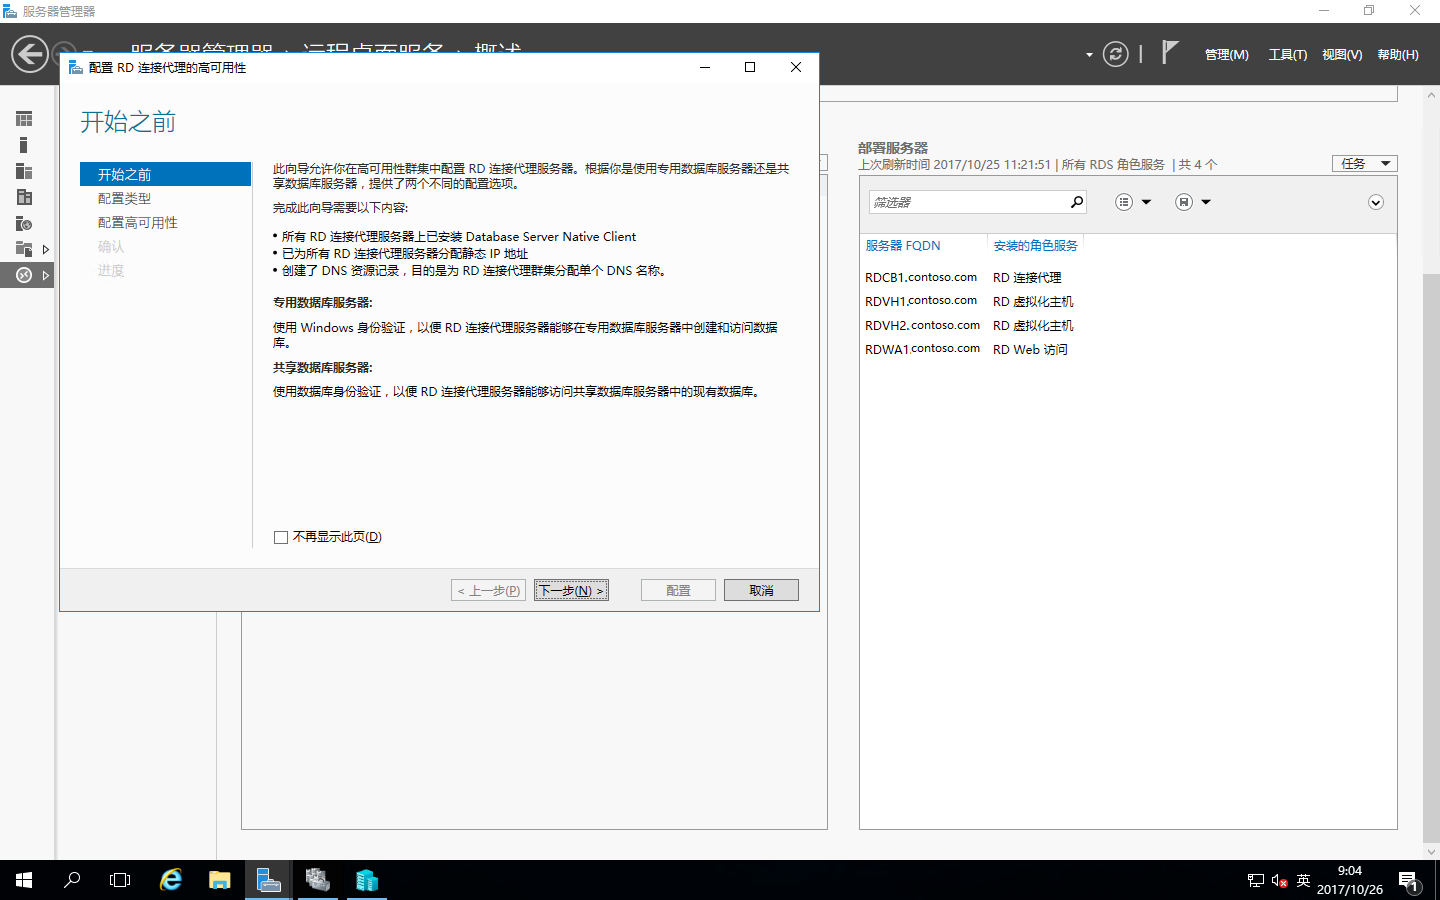 服务器管理器
服务器管理器 › 远程桌面服务 › 概述
管理(M) 工具(T) 视图(V) 帮助(H)
配置 RD 连接代理的高可用性
开始之前
开始之前
配置类型
配置高可用性
确认
进度
此向导允许你在高可用性群集中配置 RD 连接代理服务器。根据你是使用专用数据库服务器还是共
享数据库服务器，提供了两个不同的配置选项。
完成此向导需要以下内容:
• 所有 RD 连接代理服务器上已安装 Database Server Native Client
• 已为所有 RD 连接代理服务器分配静态 IP 地址
• 创建了 DNS 资源记录，目的是为 RD 连接代理群集分配单个 DNS 名称。
专用数据库服务器:
使用 Windows 身份验证，以便 RD 连接代理服务器能够在专用数据库服务器中创建和访问数据
库。
共享数据库服务器:
使用数据库身份验证，以便 RD 连接代理服务器能够访问共享数据库服务器中的现有数据库。
不再显示此页(D)
< 上一步(P) 下一步(N) > 配置 取消
部署服务器
上次刷新时间 2017/10/25 11:21:51 | 所有 RDS 角色服务 | 共 4 个
任务
筛选器
服务器 FQDN 安装的角色服务
RDCB1.contoso.com RD 连接代理
RDVH1.contoso.com RD 虚拟化主机
RDVH2.contoso.com RD 虚拟化主机
RDWA1.contoso.com RD Web 访问
英
9:04
2017/10/26
1